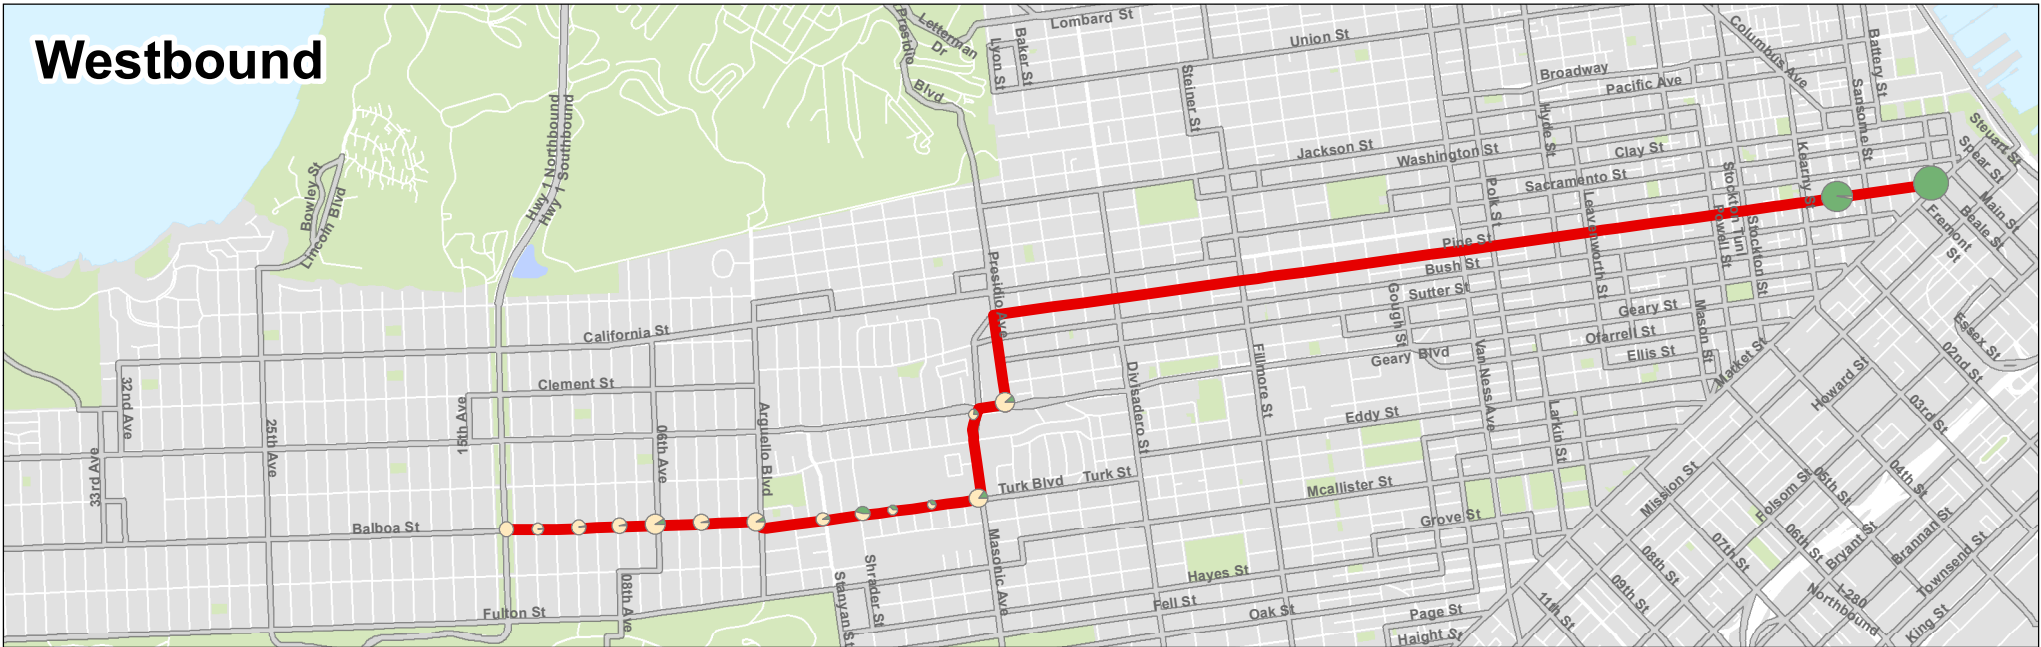 Westbound
Lombard St
Union St
Columbus Ave
Battery St
Letterman
Dr
Presidio
Blvd
Lyon St
Baker St
Steiner St
Broadway
Pacific Ave
Sansome St
Hyde St
Hwy 1 Northbound
Hwy 1 Southbound
Bowley St
Lincoln Blvd
Jackson St
Washington St
Clay St
Sacramento St
Kearny St
Steuart St
Spear St
Main St
Beale St
Fremont
St
Polk St
Leavenworth St
Stockton Tunl
Powell St
Stockton St
Presidio Ave
Pine St
Bush St
Sutter St
Gough St
Geary St
Ofarrell St
Ellis St
Mason St
Market St
Essex St
02nd St
California St
Clement St
32nd Ave
15th Ave
25th Ave
33rd Ave
06th Ave
Arguello Blvd
Divisadero St
Fillmore St
Geary Blvd
Van Ness Ave
Larkin St
Howard St
03rd St
Eddy St
Turk Blvd
Turk St
Mcallister St
Grove St
Mission St
Folsom St
05th St
04th St
06th St
Bryant St
Brannan St
Townsend St
Balboa St
Masonic Ave
Shrader St
Stanyan St
08th Ave
Fulton St
Hayes St
Fell St
Oak St
Page St
Haight St
11th St
09th St
08th St
07th St
I-280
Northbound
King St